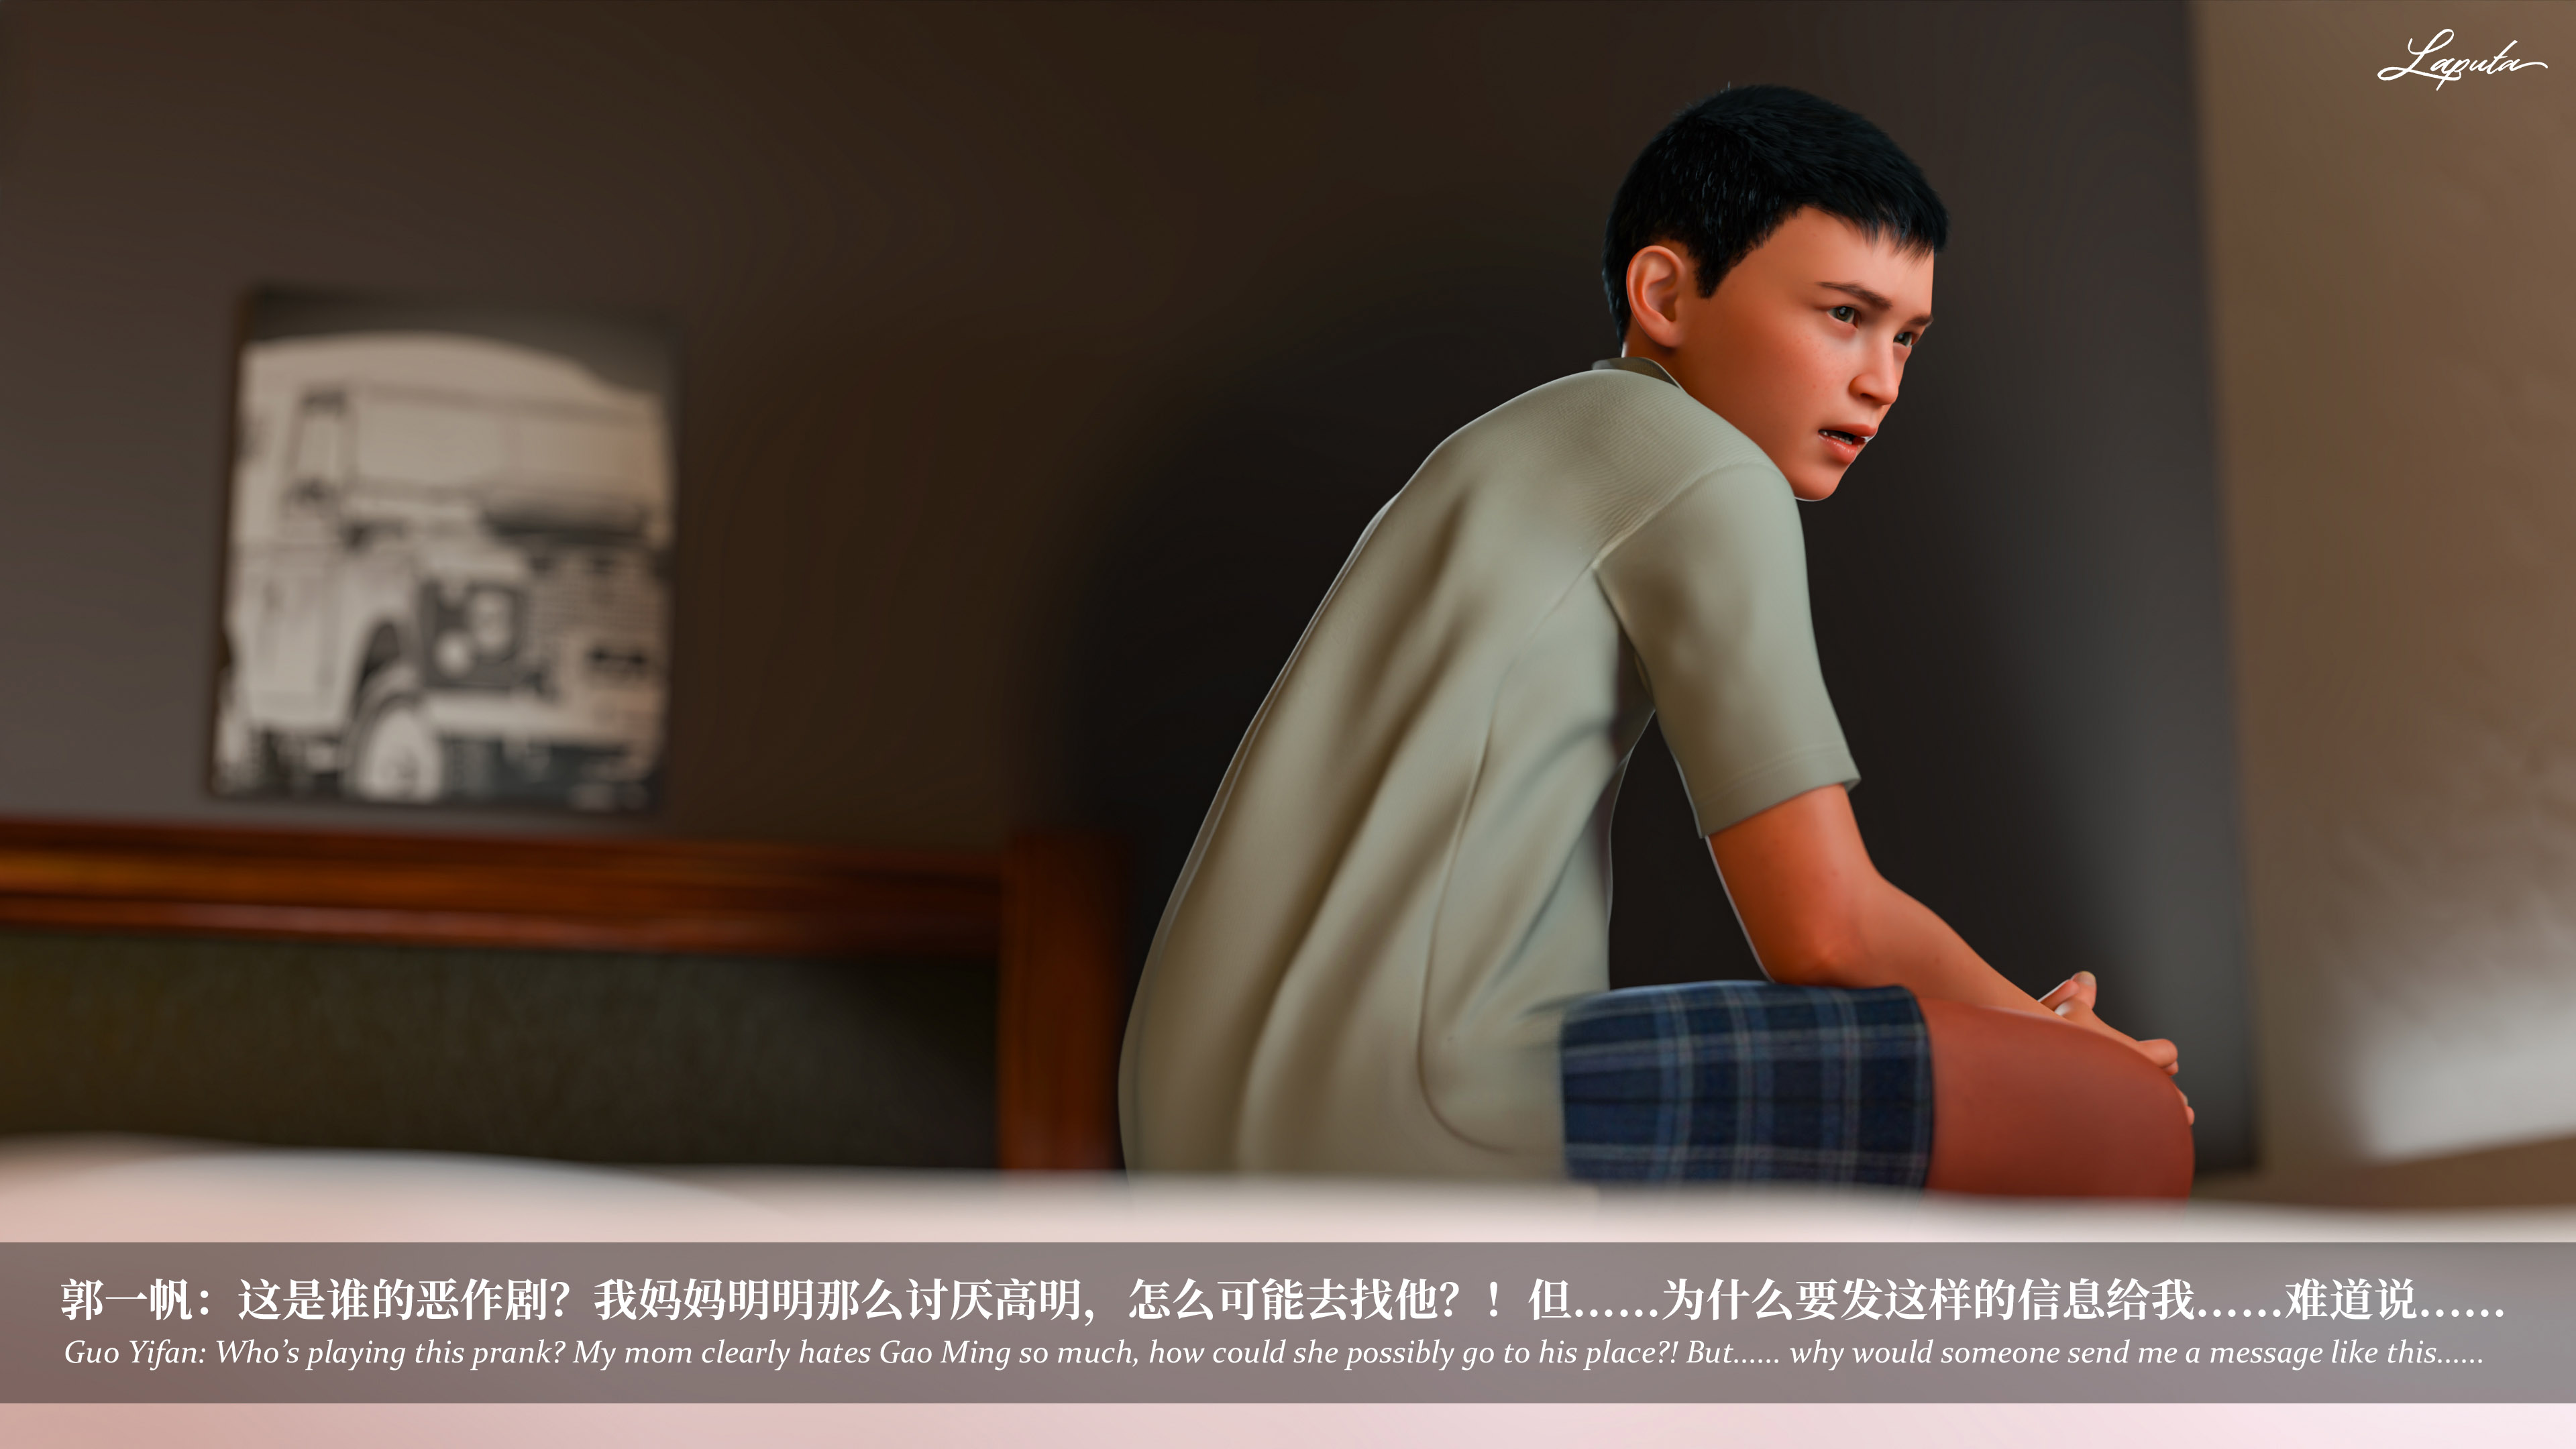 Laputa
郭一帆：这是谁的恶作剧？我妈妈明明那么讨厌高明，怎么可能去找他？！但……为什么要发这样的信息给我……难道说……
Guo Yifan: Who’s playing this prank? My mom clearly hates Gao Ming so much, how could she possibly go to his place?! But...... why would someone send me a message like this......